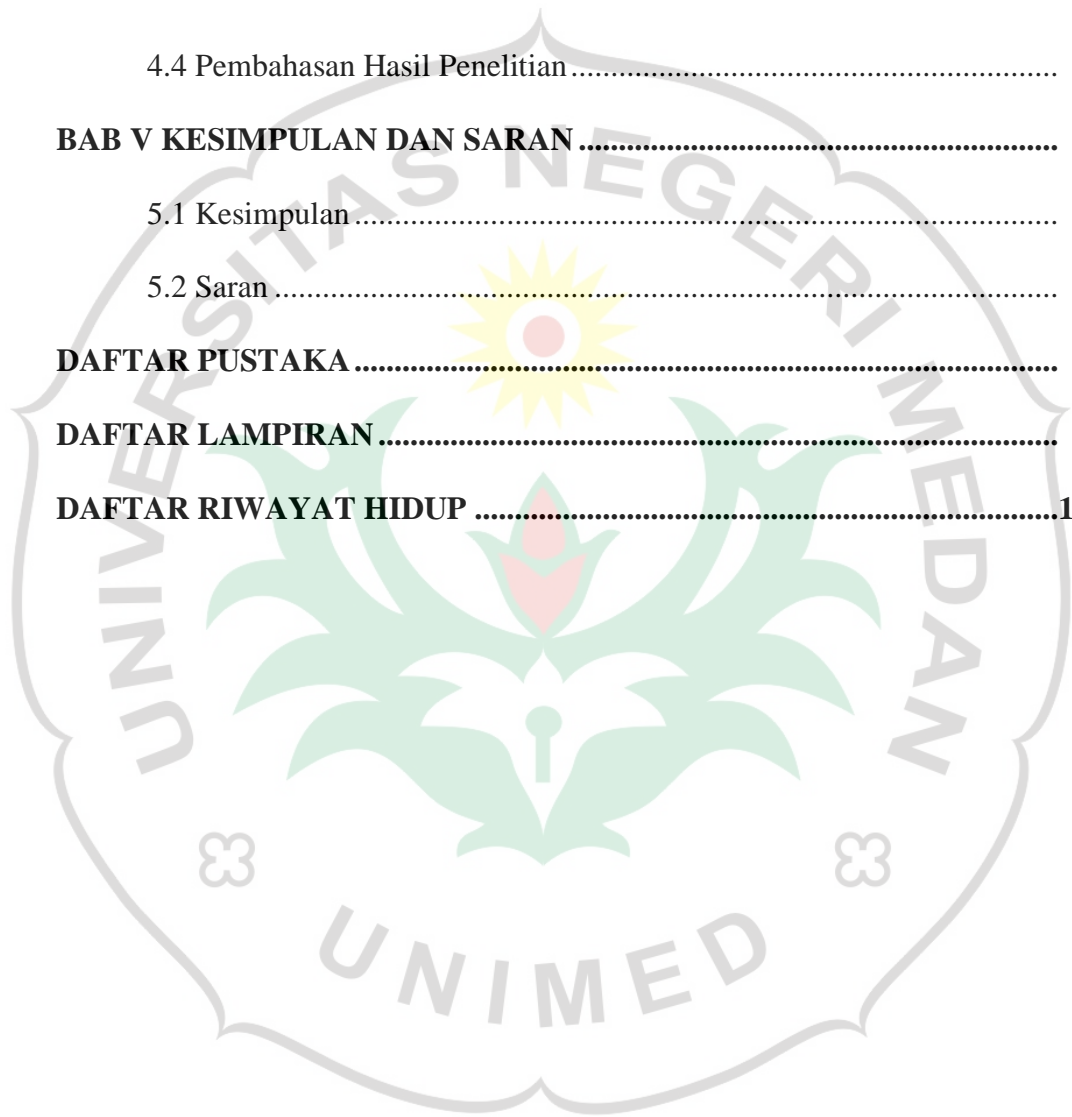 4.4 Pembahasan Hasil Penelitian ............................................................
BAB V KESIMPULAN DAN SARAN ............................................................
5.1 Kesimpulan ............................................................
5.2 Saran ............................................................
DAFTAR PUSTAKA ............................................................
DAFTAR LAMPIRAN ............................................................
DAFTAR RIWAYAT HIDUP ............................................................1
UNIVERSITAS NEGERI MEDAN
UNIMED